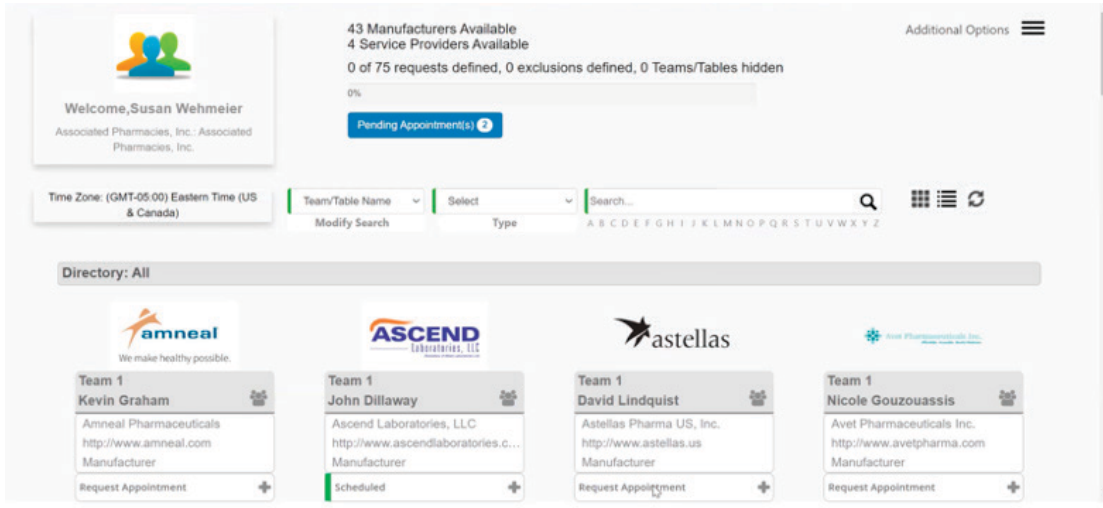 43 Manufacturers Available
4 Service Providers Available
Additional Options
0 of 75 requests defined, 0 exclusions defined, 0 Teams/Tables hidden
0%
Welcome,Susan Wehmeier
Associated Pharmacies, Inc.: Associated
Pharmacies, Inc.
Pending Appointment(s) 2
Time Zone: (GMT-05:00) Eastern Time (US
& Canada)
Team/Table Name
Modify Search
Select
Type
Search...
A B C D E F G H I J K L M N O P Q R S T U V W X Y Z
Directory: All
amneal
We make healthy possible.
Team 1
Kevin Graham
Amneal Pharmaceuticals
http://www.amneal.com
Manufacturer
Request Appointment
ASCEND
Laboratories, LLC
Team 1
John Dillaway
Ascend Laboratories, LLC
http://www.ascendlaboratories.c...
Manufacturer
Scheduled
astellas
Team 1
David Lindquist
Astellas Pharma US, Inc.
http://www.astellas.us
Manufacturer
Request Appointment
Avet Pharmaceuticals Inc.
Team 1
Nicole Gouzouassis
Avet Pharmaceuticals Inc.
http://www.avetpharma.com
Manufacturer
Request Appointment